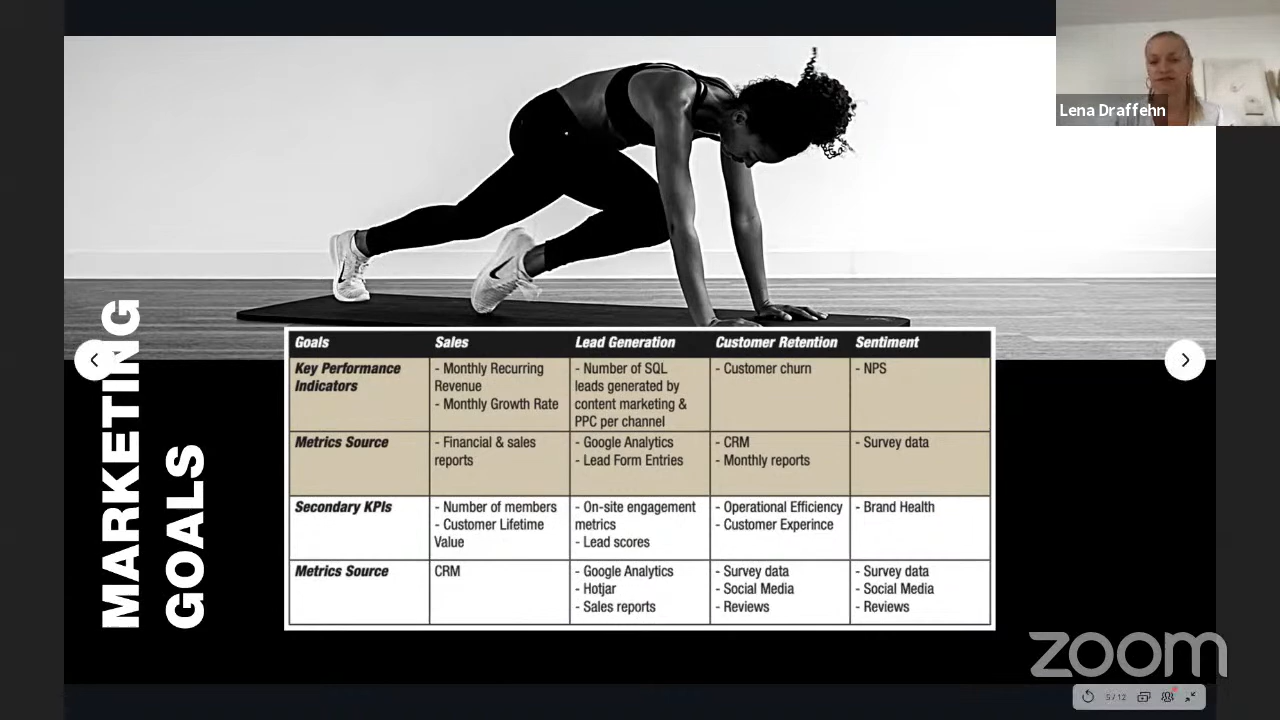 Lena Draffehn
MARKETING
GOALS
Goals Sales Lead Generation Customer Retention Sentiment
Key Performance
Indicators
- Monthly Recurring
Revenue
- Monthly Growth Rate
- Number of SQL
leads generated by
content marketing &
PPC per channel
- Customer churn
- NPS
Metrics Source
- Financial & sales
reports
- Google Analytics
- Lead Form Entries
- CRM
- Monthly reports
- Survey data
Secondary KPIs
- Number of members
- Customer Lifetime
Value
- On-site engagement
metrics
- Lead scores
- Operational Efficiency
- Customer Experince
- Brand Health
Metrics Source
CRM
- Google Analytics
- Hotjar
- Sales reports
- Survey data
- Social Media
- Reviews
- Survey data
- Social Media
- Reviews
zoom
5 / 12